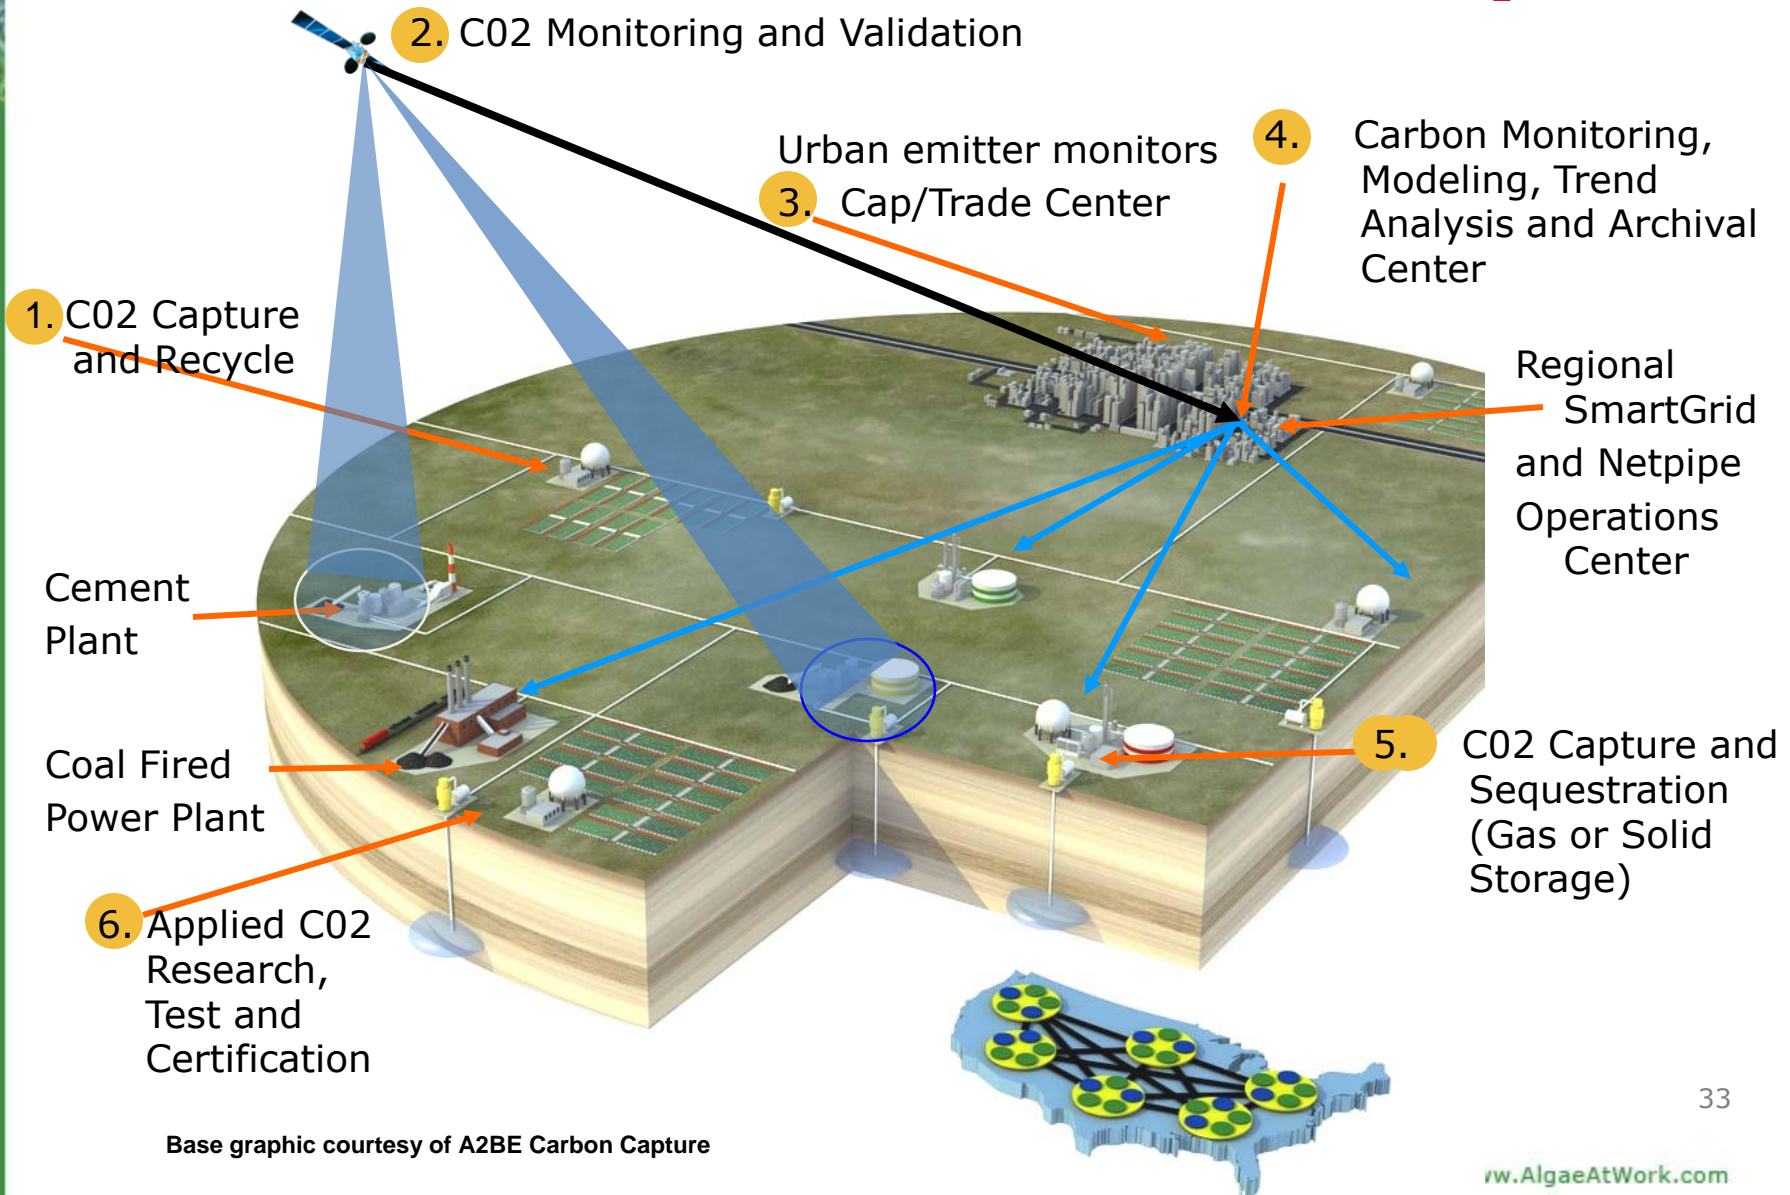 2. C02 Monitoring and Validation
Urban emitter monitors
3. Cap/Trade Center
4. Carbon Monitoring,
Modeling, Trend
Analysis and Archival
Center
1. C02 Capture
and Recycle
Regional
SmartGrid
and Netpipe
Operations
Center
Cement
Plant
Coal Fired
Power Plant
5. C02 Capture and
Sequestration
(Gas or Solid
Storage)
6. Applied C02
Research,
Test and
Certification
33
Base graphic courtesy of A2BE Carbon Capture
w.AlgaeAtWork.com